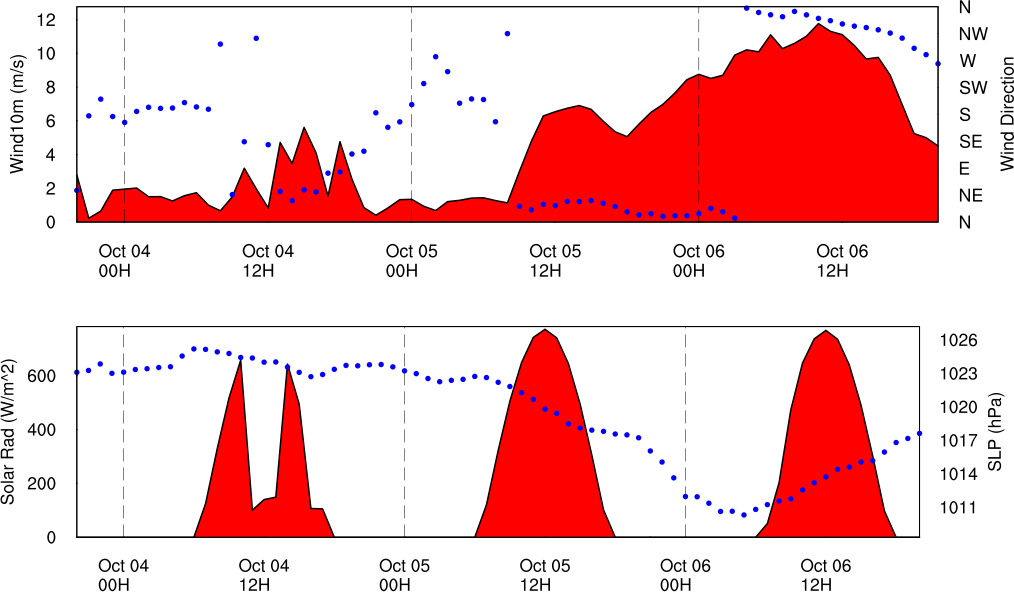 12
10
8
6
4
2
0
Wind10m (m/s)
N
NW
W
SW
S
SE
E
NE
N
Wind Direction
Oct 04
00H
Oct 04
12H
Oct 05
00H
Oct 05
12H
Oct 06
00H
Oct 06
12H
600
400
200
0
Solar Rad (W/m^2)
1026
1023
1020
1017
1014
1011
SLP (hPa)
Oct 04
00H
Oct 04
12H
Oct 05
00H
Oct 05
12H
Oct 06
00H
Oct 06
12H